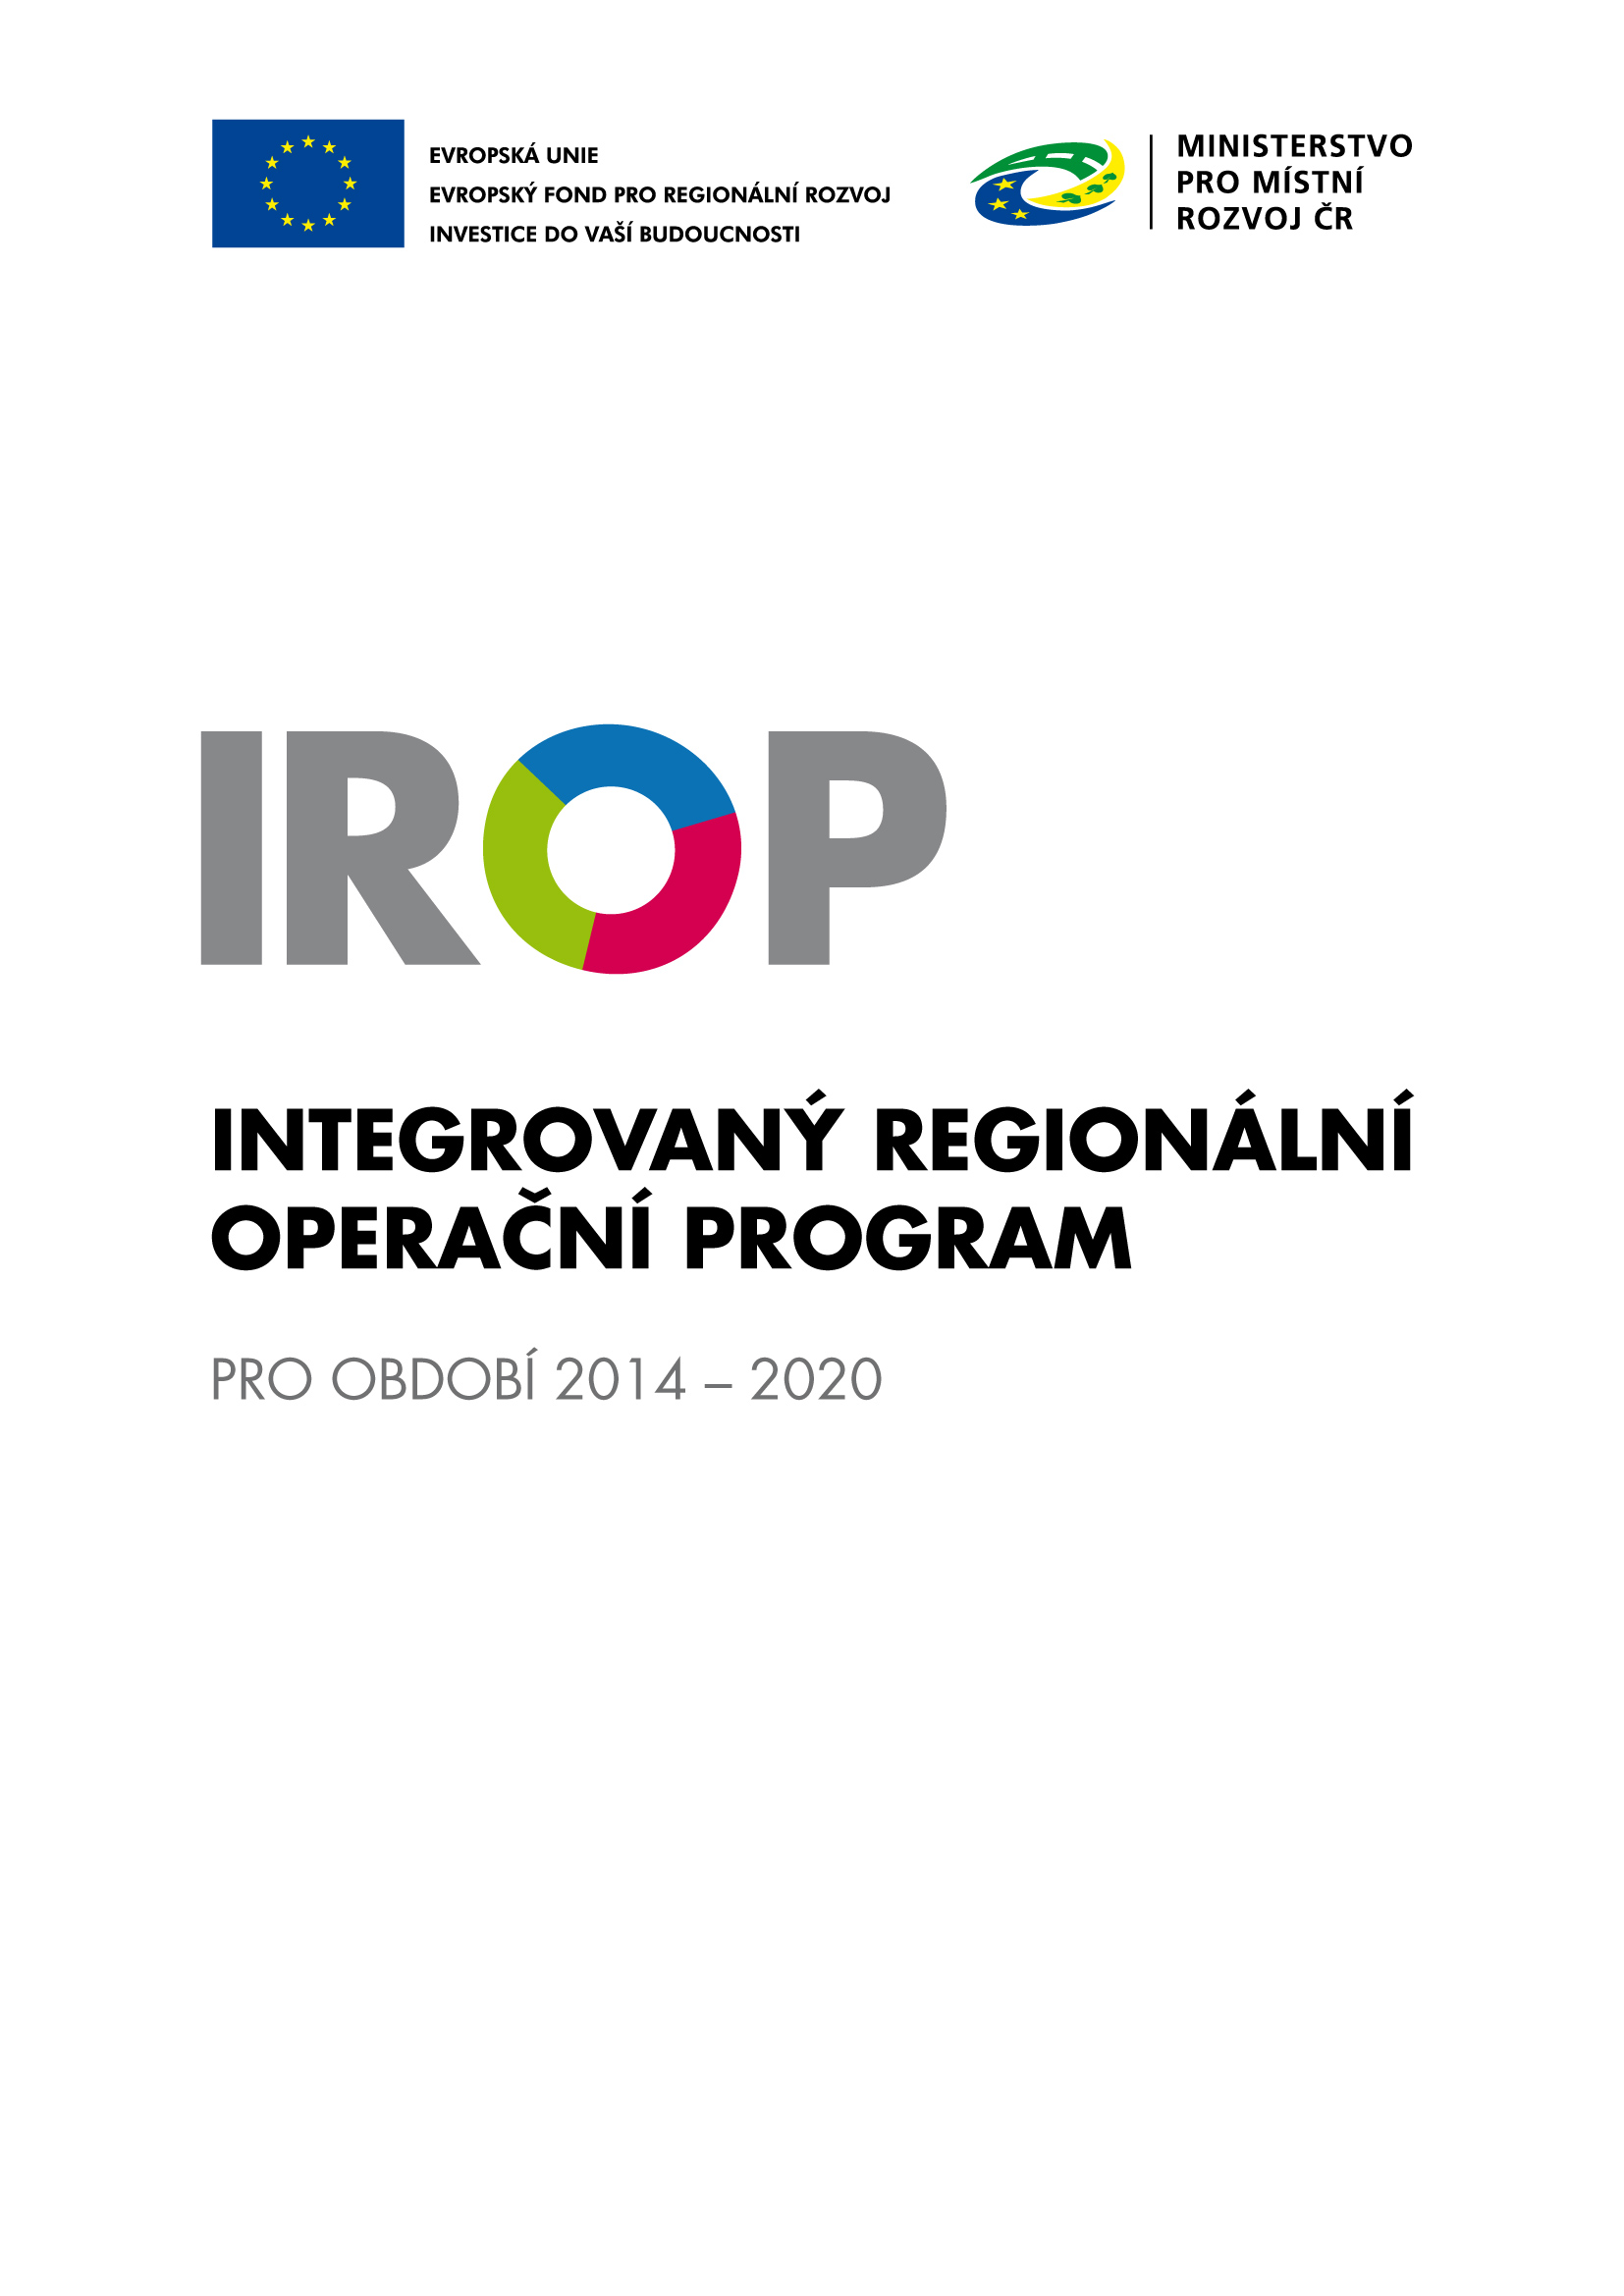 EVROPSKÁ UNIE
EVROPSKÝ FOND PRO REGIONÁLNÍ ROZVOJ
INVESTICE DO VAŠÍ BUDOUCNOSTI
MINISTERSTVO
PRO MÍSTNÍ
ROZVOJ ČR
IROP
INTEGROVANÝ REGIONÁLNÍ
OPERAČNÍ PROGRAM
PRO OBDOBÍ 2014 – 2020